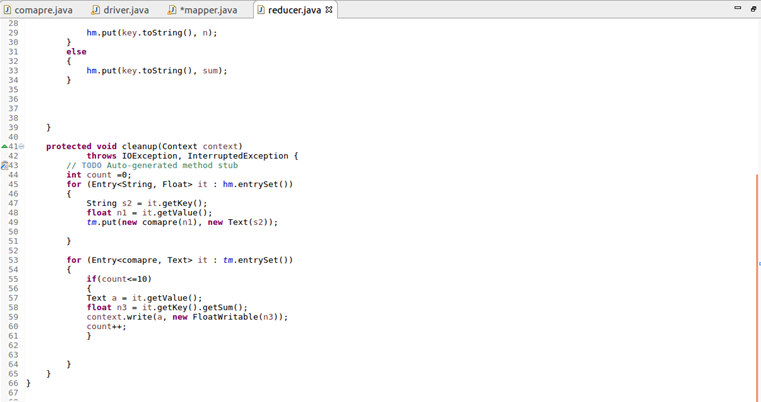 comapre.java driver.java *mapper.java reducer.java
28
29 hm.put(key.toString(), n);
30 }
31 else
32 {
33 hm.put(key.toString(), sum);
34 }
35
36
37
38
39 }
40
41 protected void cleanup(Context context)
42 throws IOException, InterruptedException {
43 // TODO Auto-generated method stub
44 int count =0;
45 for (Entry<String, Float> it : hm.entrySet())
46 {
47 String s2 = it.getKey();
48 float n1 = it.getValue();
49 tm.put(new comapre(n1), new Text(s2));
50
51 }
52
53 for (Entry<comapre, Text> it : tm.entrySet())
54 {
55 if(count<=10)
56 {
57 Text a = it.getValue();
58 float n3 = it.getKey().getSum();
59 context.write(a, new FloatWritable(n3));
60 count++;
61 }
62
63
64 }
65 }
66 }
67